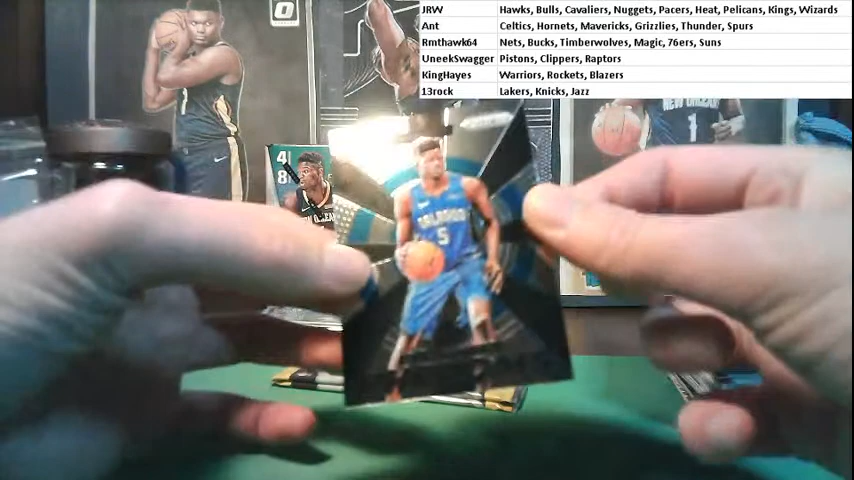 JRW Hawks, Bulls, Cavaliers, Nuggets, Pacers, Heat, Pelicans, Kings, Wizards
Ant Celtics, Hornets, Mavericks, Grizzlies, Thunder, Spurs
Rmthawk64 Nets, Bucks, Timberwolves, Magic, 76ers, Suns
UneekSwagger Pistons, Clippers, Raptors
KingHayes Warriors, Rockets, Blazers
13rock Lakers, Knicks, Jazz
NEW ORLEANS
1
ORLANDO
5